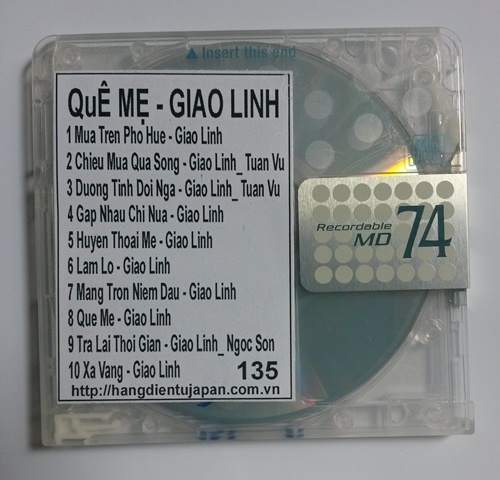 ▲ Insert this end
QuÊ MẸ - GIAO LINH
1 Mua Tren Pho Hue - Giao Linh
2 Chieu Mua Qua Song - Giao Linh_ Tuan Vu
3 Duong Tinh Doi Nga - Giao Linh_ Tuan Vu
4 Gap Nhau Chi Nua - Giao Linh
5 Huyen Thoai Me - Giao Linh
6 Lam Lo - Giao Linh
7 Mang Tron Niem Dau - Giao Linh
8 Que Me - Giao Linh
9 Tra Lai Thoi Gian - Giao Linh_ Ngoc Son
10 Xa Vang - Giao Linh 135
http://hangdientujapan.com.vn
Recordable
MD 74